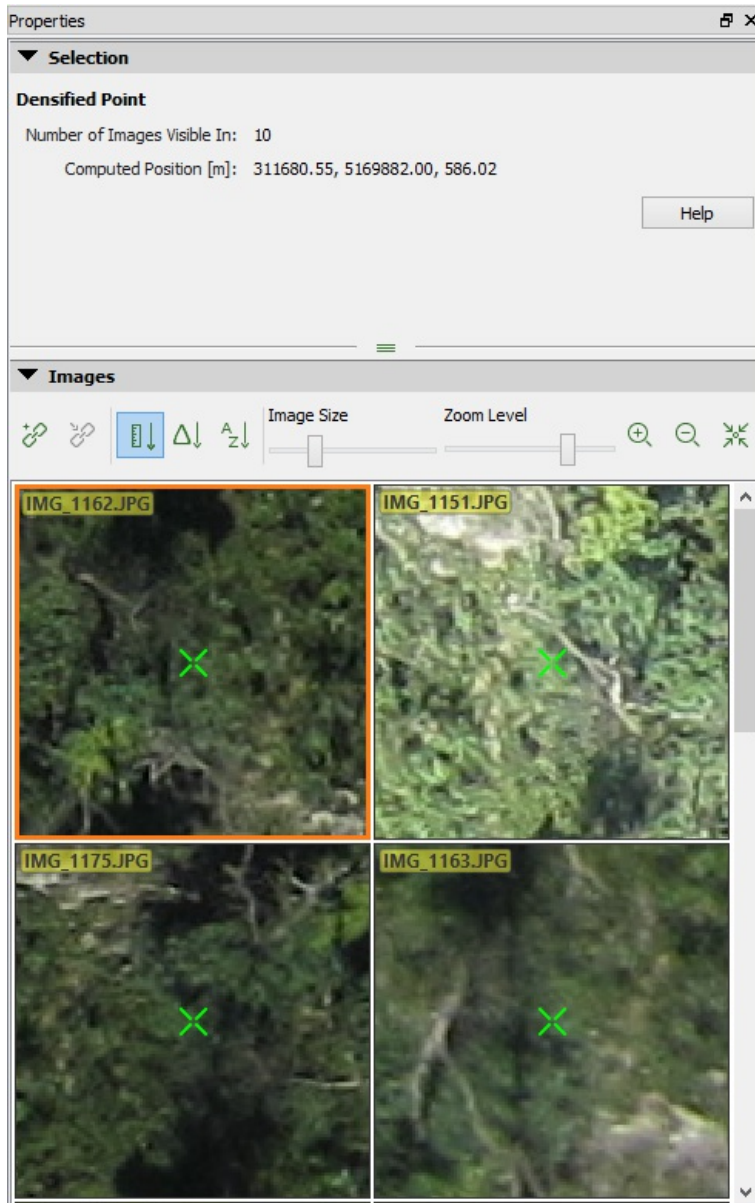 Properties
Selection
Densified Point
Number of Images Visible In: 10
Computed Position [m]: 311680.55, 5169882.00, 586.02
Help
Images
Image Size
Zoom Level
A
Z
IMG_1162.JPG
IMG_1151.JPG
IMG_1175.JPG
IMG_1163.JPG